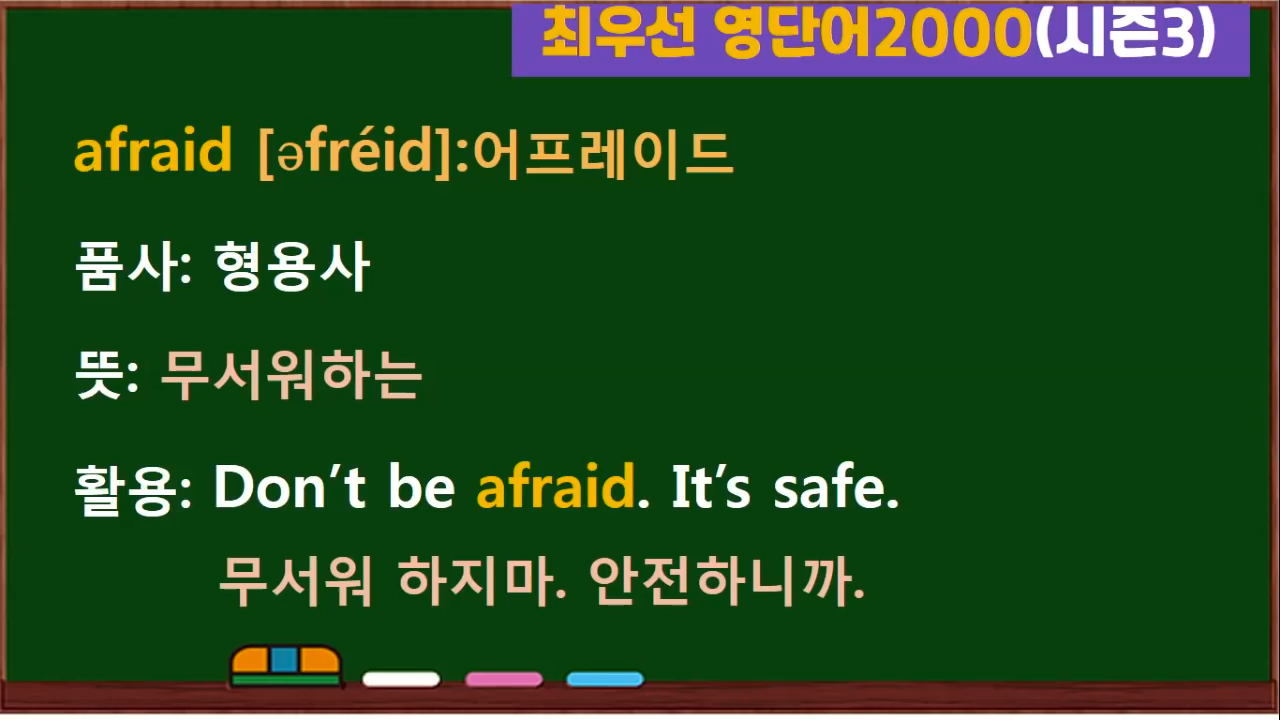 최우선 영단어2000(시즌3)
afraid [əfréid]:어프레이드
품사: 형용사
뜻: 무서워하는
활용: Don't be afraid. It's safe.
무서워 하지마. 안전하니까.